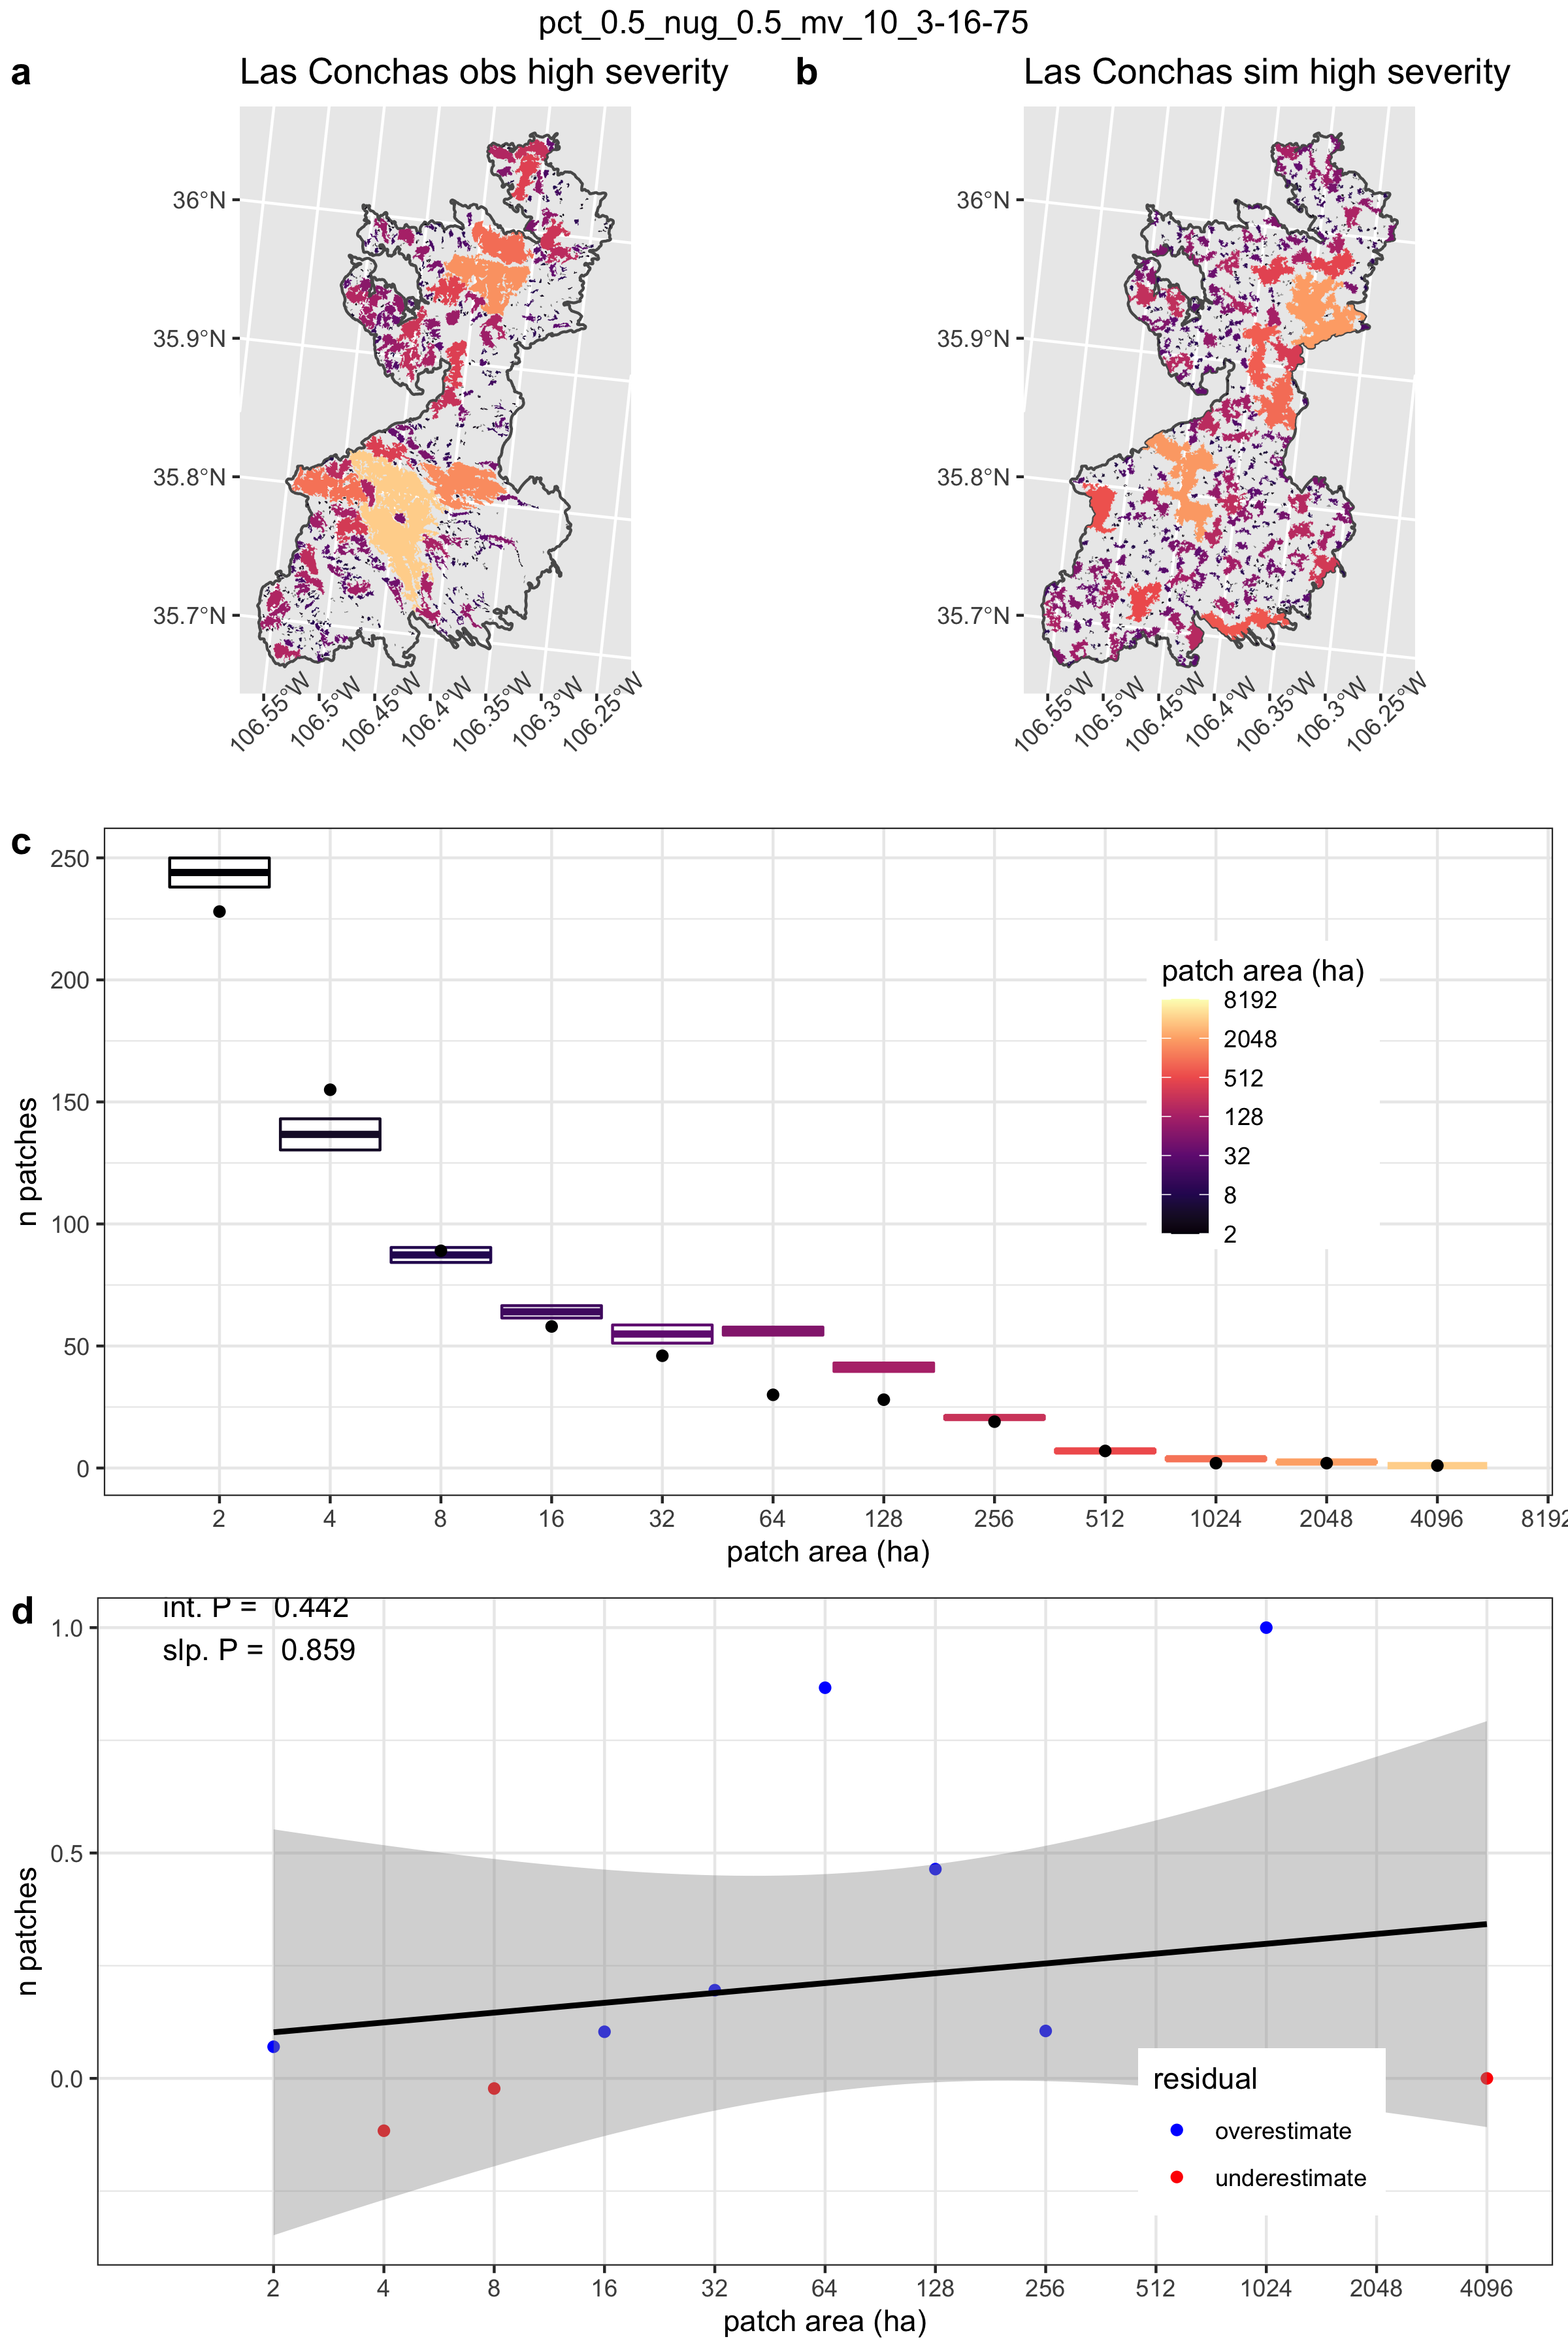 pct_0.5_nug_0.5_mv_10_3-16-75
a
Las Conchas obs high severity
36°N
35.9°N
35.8°N
35.7°N
106.55°W
106.5°W
106.45°W
106.4°W
106.35°W
106.3°W
106.25°W
b
Las Conchas sim high severity
36°N
35.9°N
35.8°N
35.7°N
106.55°W
106.5°W
106.45°W
106.4°W
106.35°W
106.3°W
106.25°W
c
n patches
250
200
150
100
50
0
patch area (ha)
8192
2048
512
128
32
8
2
2 4 8 16 32 64 128 256 512 1024 2048 4096 8192
patch area (ha)
d
int. P = 0.442
slp. P = 0.859
n patches
1.0
0.5
0.0
residual
overestimate
underestimate
2 4 8 16 32 64 128 256 512 1024 2048 4096
patch area (ha)